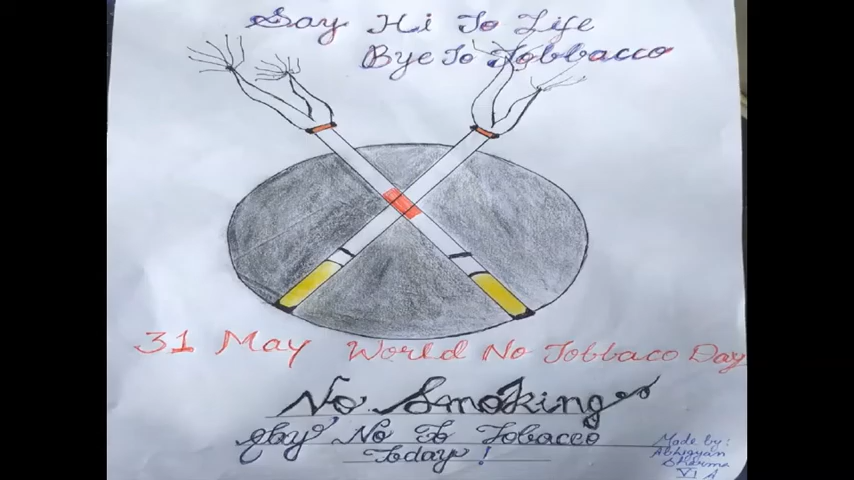 Say Hi To Life
Bye To Tobbacco
31 May World No Tobbaco Day
No Smoking
Say No To Tobacco
Today !
Made by:
Abhigyan
Sharma
VI A